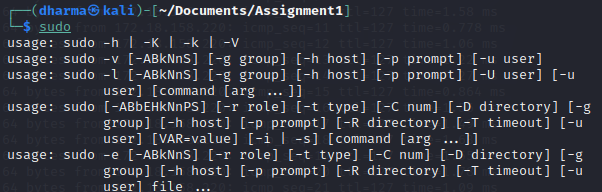 ┌──(dharma㉿kali)-[~/Documents/Assignment1]
└─$ sudo
usage: sudo -h | -K | -k | -V
usage: sudo -v [-ABkNnS] [-g group] [-h host] [-p prompt] [-u user]
usage: sudo -l [-ABkNnS] [-g group] [-h host] [-p prompt] [-U user] [-u
user] [command [arg ...]]
usage: sudo [-ABbEHkNnPS] [-r role] [-t type] [-C num] [-D directory] [-g
group] [-h host] [-p prompt] [-R directory] [-T timeout] [-u
user] [VAR=value] [-i | -s] [command [arg ...]]
usage: sudo -e [-ABkNnS] [-r role] [-t type] [-C num] [-D directory] [-g
group] [-h host] [-p prompt] [-R directory] [-T timeout] [-u
user] file ...